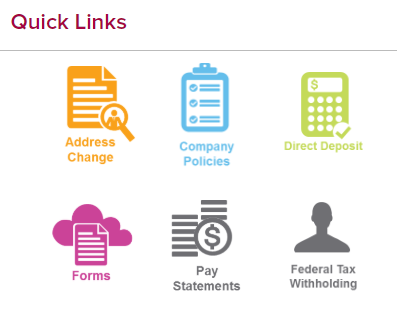 Quick Links
Address
Change
Company
Policies
Direct Deposit
$
Forms
$
Pay
Statements
Federal Tax
Withholding